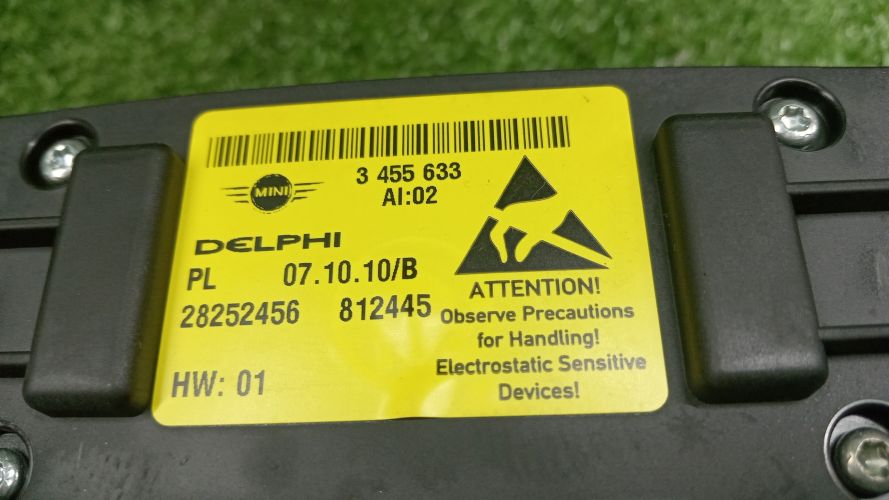 3 455 633
AI:02
MINI
DELPHI
PL 07.10.10/B
28252456 812445
HW: 01
ATTENTION!
Observe Precautions
for Handling!
Electrostatic Sensitive
Devices!